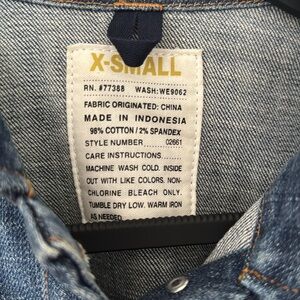 X-SMALL
RN. #77388 WASH: WE9062
FABRIC ORIGINATED: CHINA
MADE IN INDONESIA
98% COTTON / 2% SPANDEX
STYLE NUMBER ............ 02661
CARE INSTRUCTIONS............
MACHINE WASH COLD. INSIDE
OUT WITH LIKE COLORS. NON-
CHLORINE BLEACH ONLY.
TUMBLE DRY LOW. WARM IRON
AS NEEDED